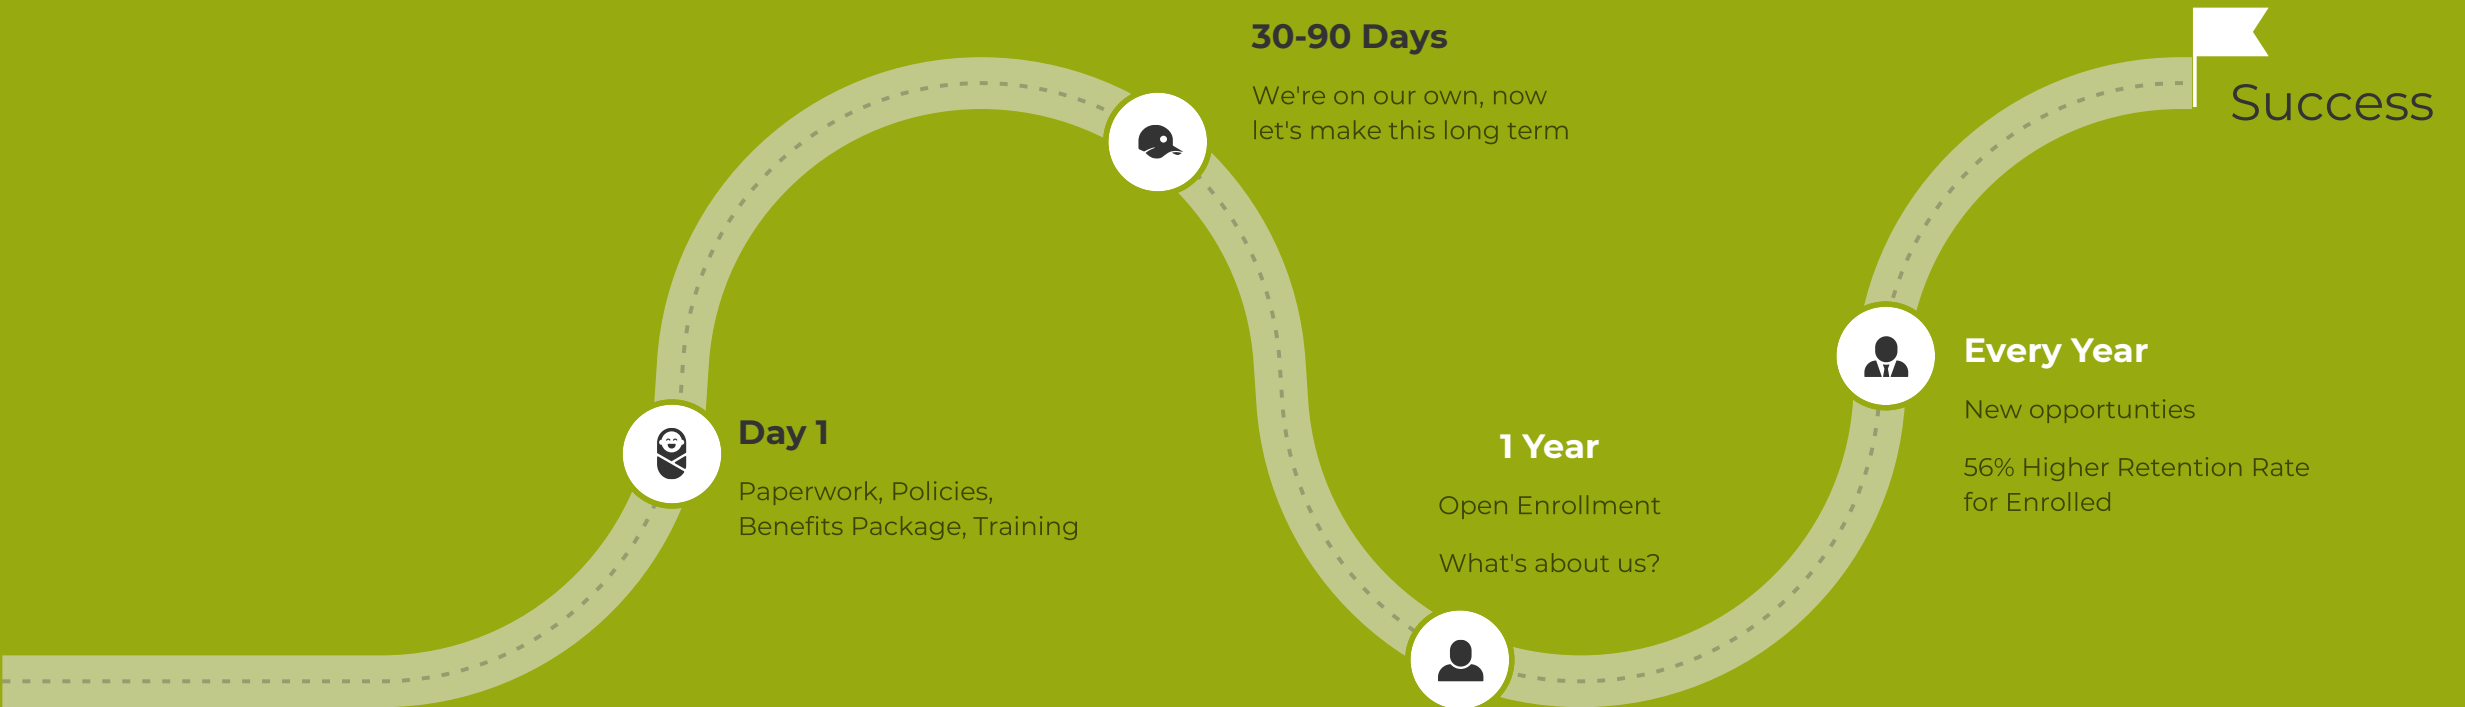 Day 1
Paperwork, Policies,
Benefits Package, Training
30-90 Days
We're on our own, now
let's make this long term
1 Year
Open Enrollment
What's about us?
Every Year
New opportunties
56% Higher Retention Rate
for Enrolled
Success